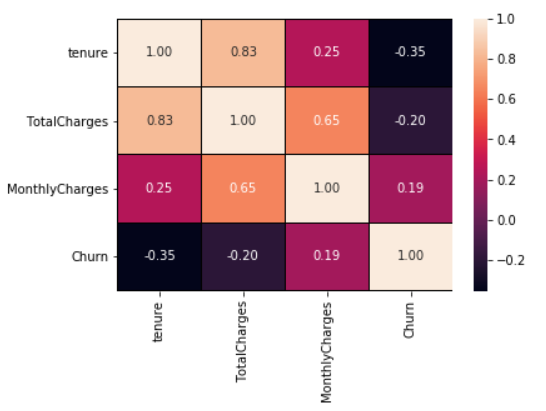 tenure 1.00 0.83 0.25 -0.35
TotalCharges 0.83 1.00 0.65 -0.20
MonthlyCharges 0.25 0.65 1.00 0.19
Churn -0.35 -0.20 0.19 1.00
tenure
TotalCharges
MonthlyCharges
Churn
1.0
0.8
0.6
0.4
0.2
0.0
−0.2